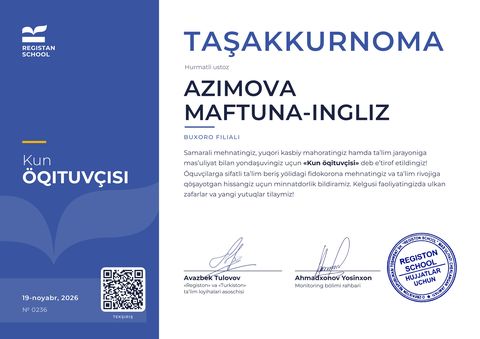 REGISTAN
SCHOOL
Kun
ÖQITUVÇISI
19-noyabr, 2026
№ 0236
TEKŞIRIŞ
TAŞAKKURNOMA
Hurmatli ustoz
AZIMOVA
MAFTUNA-INGLIZ
BUXORO FILIALI
Samarali mehnatingiz, yuqori kasbiy mahoratingiz hamda ta’lim jarayoniga
mas’uliyat bilan yondaşuvingiz uçun «Kun öqituvçisi» deb e’tirof etildingiz!
Öquvçilarga sifatli ta’lim beriş yölidagi fidokorona mehnatingiz va ta’lim rivojiga
qöşayotgan hissangiz uçun minnatdorlik bildiramiz. Kelgusi faoliyatingizda ulkan
zafarlar va yangi yutuqlar tilaymiz!
Avazbek Tulovov
«Registon» va «Turkiston»
ta’lim loyihalari asoschisi
Ahmadxonov Yosinxon
Monitoring bölimi rahbari
REGISTON
SCHOOL
HUJJATLAR
UCHUN